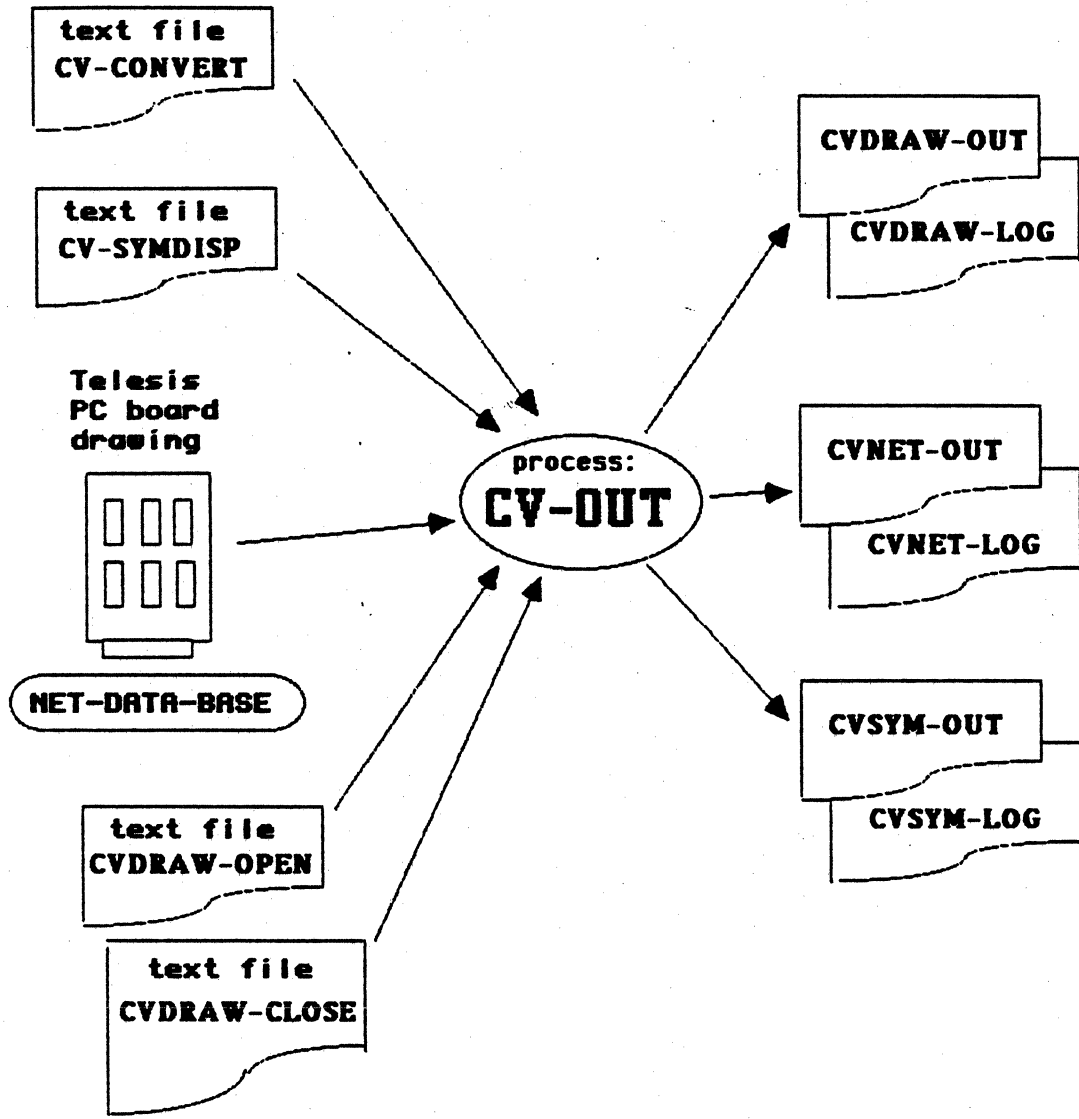 text file
CV-CONVERT
text file
CV-SYMDISP
Telesis
PC board
drawing
NET-DATA-BASE
text file
CVDRAW-OPEN
text file
CVDRAW-CLOSE
process:
CV-OUT
CVDRAW-OUT
CVDRAW-LOG
CVNET-OUT
CVNET-LOG
CVSYM-OUT
CVSYM-LOG